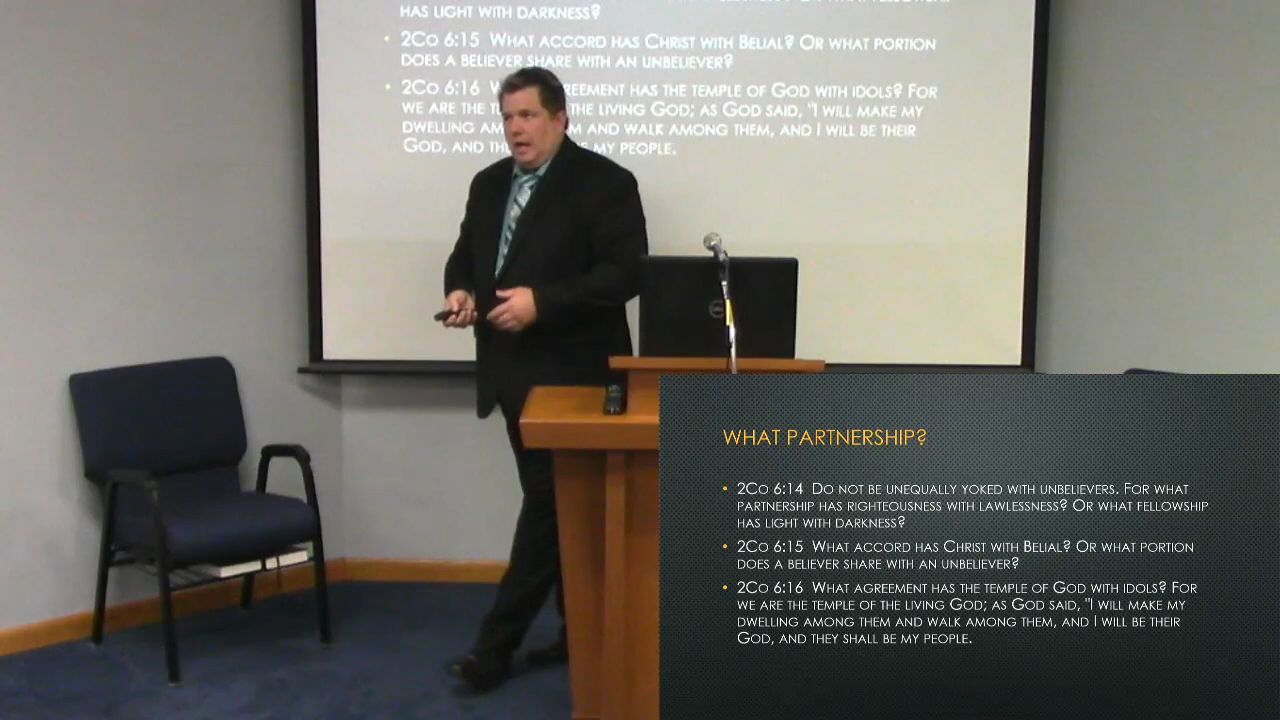 HAS LIGHT WITH DARKNESS?
• 2CO 6:15 WHAT ACCORD HAS CHRIST WITH BELIAL? OR WHAT PORTION
DOES A BELIEVER SHARE WITH AN UNBELIEVER?
• 2CO 6:16 REEMENT HAS THE TEMPLE OF GOD WITH IDOLS? FOR
WE ARE THE THE LIVING GOD; AS GOD SAID, "I WILL MAKE MY
DWELLING AND WALK AMONG THEM, AND I WILL BE THEIR
GOD, AND MY PEOPLE.
DELL
WHAT PARTNERSHIP?
• 2CO 6:14 DO NOT BE UNEQUALLY YOKED WITH UNBELIEVERS. FOR WHAT
PARTNERSHIP HAS RIGHTEOUSNESS WITH LAWLESSNESS? OR WHAT FELLOWSHIP
HAS LIGHT WITH DARKNESS?
• 2CO 6:15 WHAT ACCORD HAS CHRIST WITH BELIAL? OR WHAT PORTION
DOES A BELIEVER SHARE WITH AN UNBELIEVER?
• 2CO 6:16 WHAT AGREEMENT HAS THE TEMPLE OF GOD WITH IDOLS? FOR
WE ARE THE TEMPLE OF THE LIVING GOD; AS GOD SAID, "I WILL MAKE MY
DWELLING AMONG THEM AND WALK AMONG THEM, AND I WILL BE THEIR
GOD, AND THEY SHALL BE MY PEOPLE.